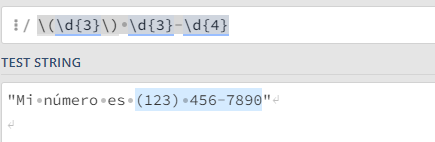 / \(\d{3}\) \d{3}-\d{4}
TEST STRING
"Mi número es (123) 456-7890"